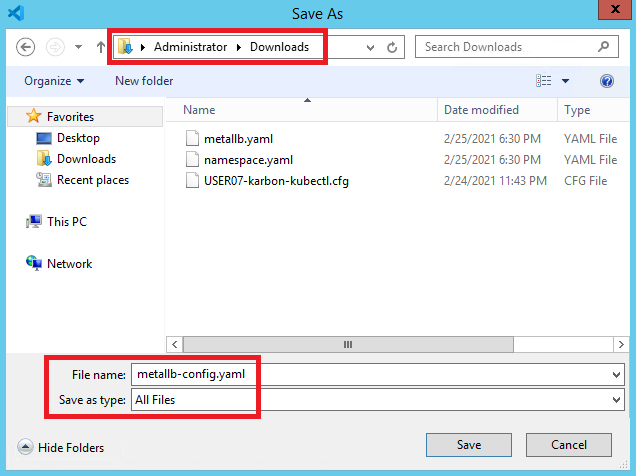 Save As
Administrator Downloads
Search Downloads
Organize New folder
Name Date modified Type
Favorites
Desktop
Downloads
Recent places
This PC
Network
metallb.yaml 2/25/2021 6:30 PM YAML File
namespace.yaml 2/25/2021 6:30 PM YAML File
USER07-karbon-kubectl.cfg 2/24/2021 11:43 PM CFG File
File name: metallb-config.yaml
Save as type: All Files
Hide Folders Save Cancel